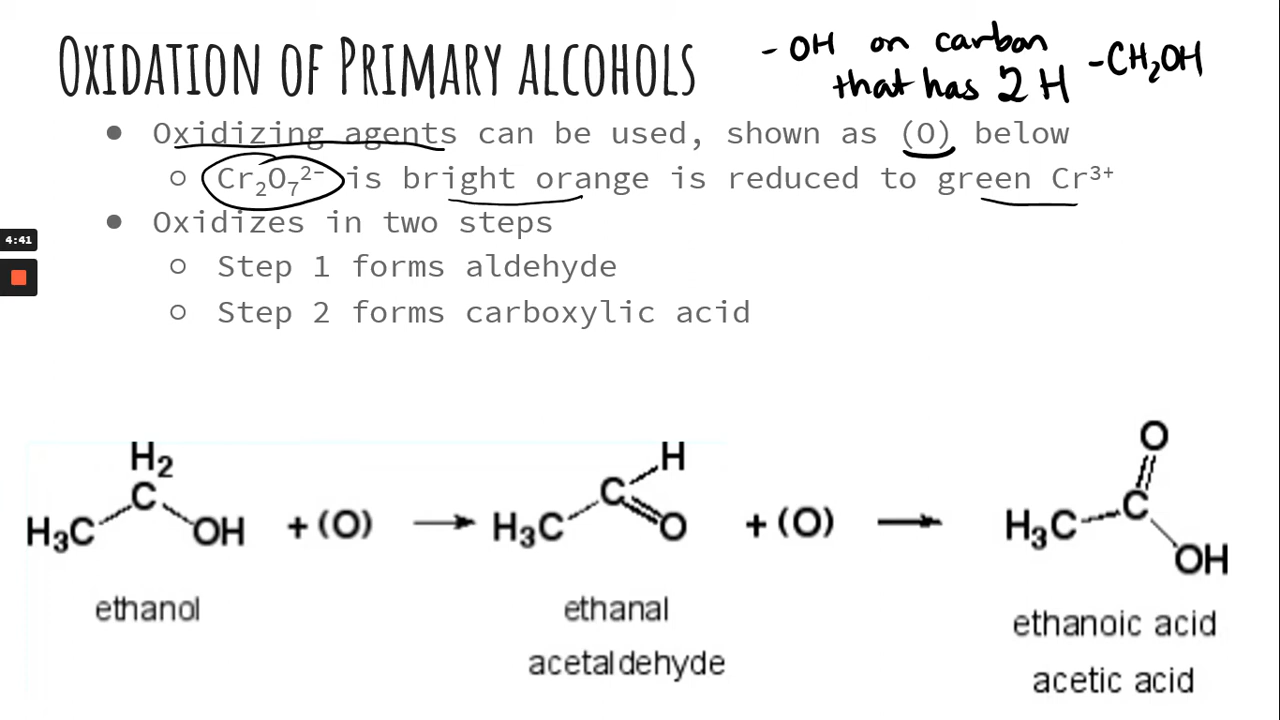 OXIDATION OF PRIMARY ALCOHOLS
-OH on carbon that has 2 H -CH₂OH
● Oxidizing agents can be used, shown as (O) below
○ Cr₂O₇²⁻ is bright orange is reduced to green Cr³⁺
● Oxidizes in two steps
4:41
○ Step 1 forms aldehyde
○ Step 2 forms carboxylic acid
H₂ C H₃C OH + (O) → H C H₃C O + (O) → O C H₃C OH
ethanol ethanal ethanoic acid
acetaldehyde acetic acid